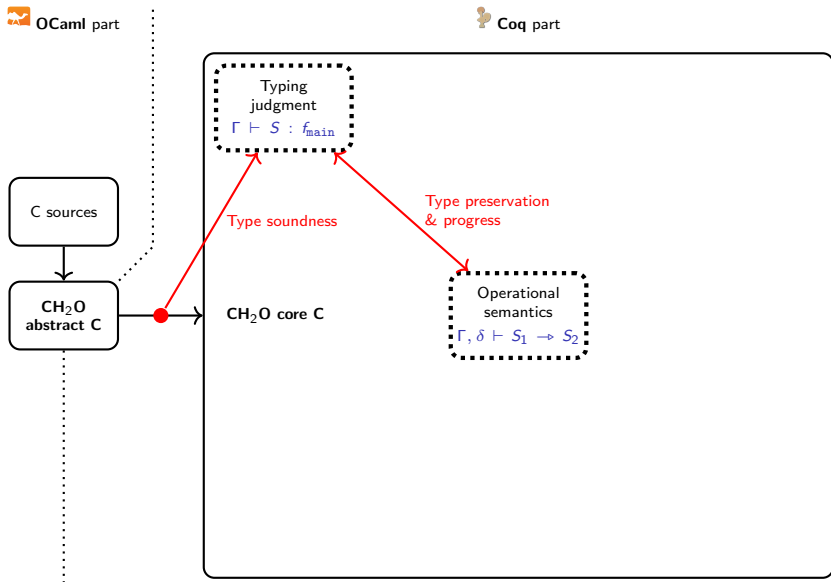 OCaml part
Coq part
Typing
judgment
Γ ⊢ S : f_main
C sources
Type soundness
Type preservation
& progress
CH₂O
abstract C
CH₂O core C
Operational
semantics
Γ, δ ⊢ S₁ ⇾ S₂